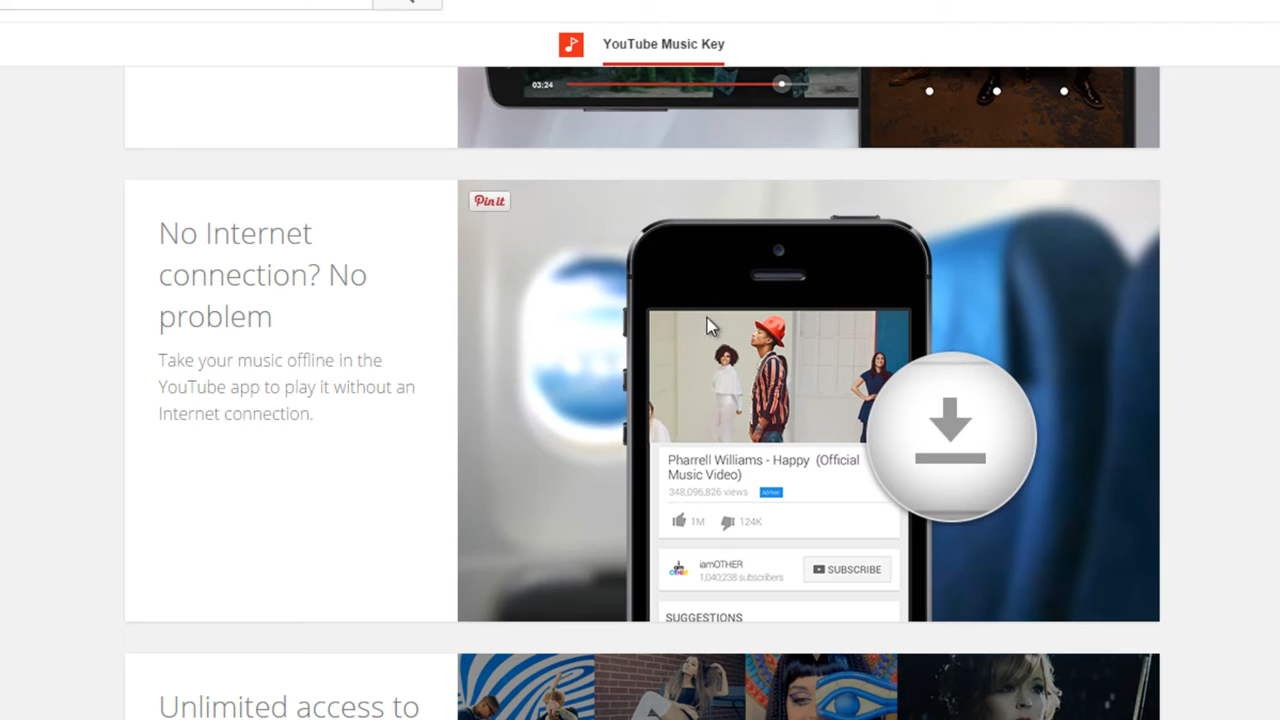 YouTube Music Key
03:24
Pin it
No Internet
connection? No
problem
Take your music offline in the
YouTube app to play it without an
Internet connection.
Pharrell Williams - Happy (Official
Music Video)
348,096,826 views
1M 124K
iamOTHER
1,040,238 subscribers
SUBSCRIBE
SUGGESTIONS
Unlimited access to